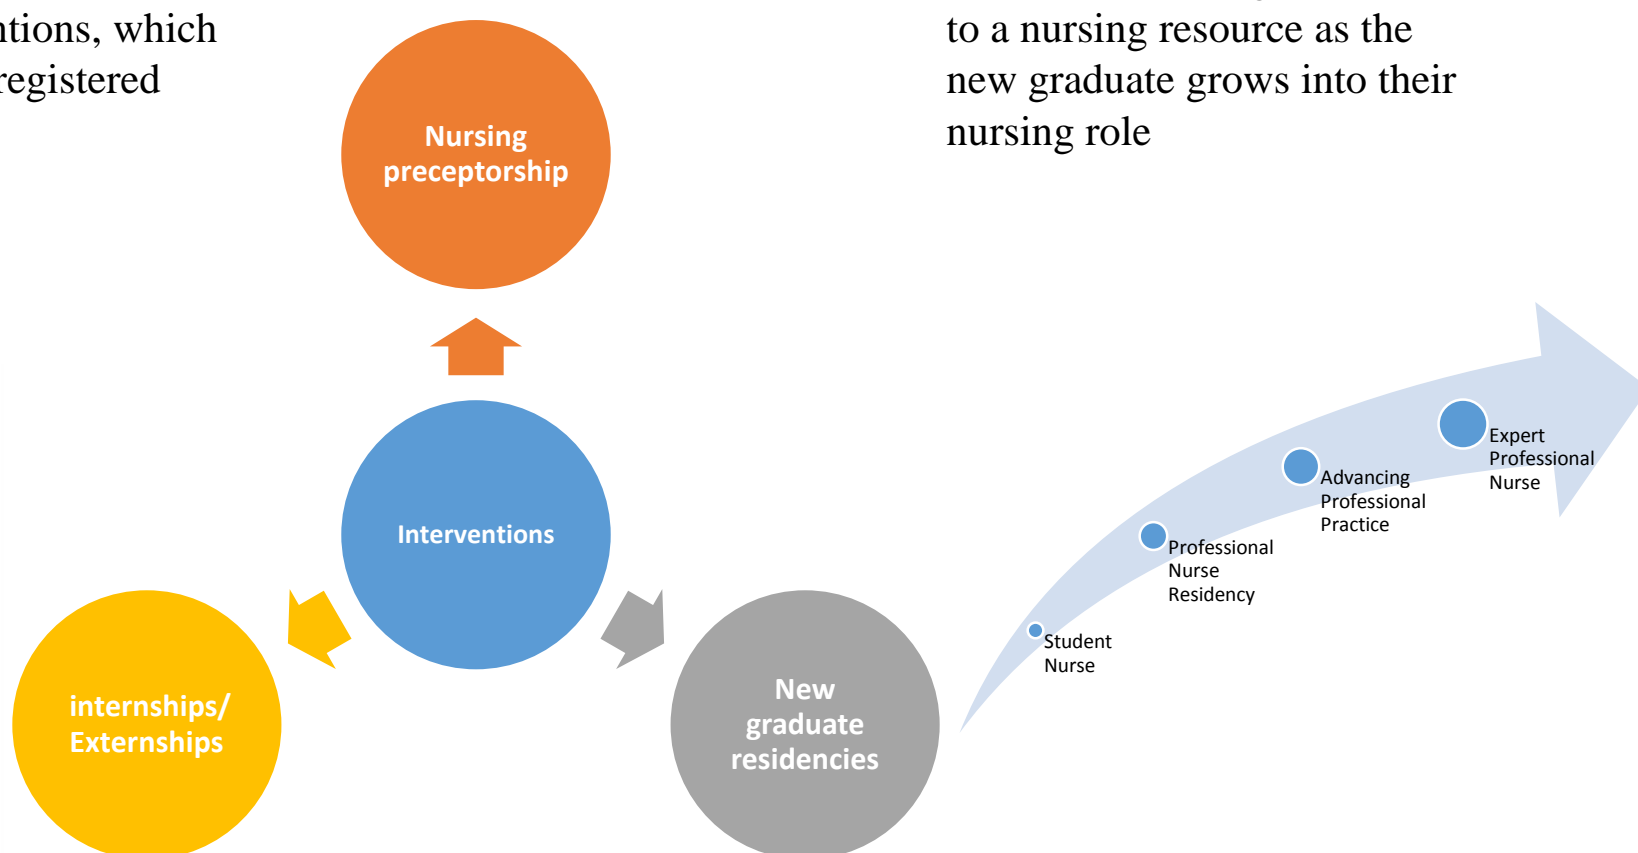 which
registered
to a nursing resource as the
new graduate grows into their
nursing role
Nursing
preceptorship
Interventions
internships/
Externships
New
graduate
residencies
Expert
Professional
Nurse
Advancing
Professional
Practice
Professional
Nurse
Residency
Student
Nurse